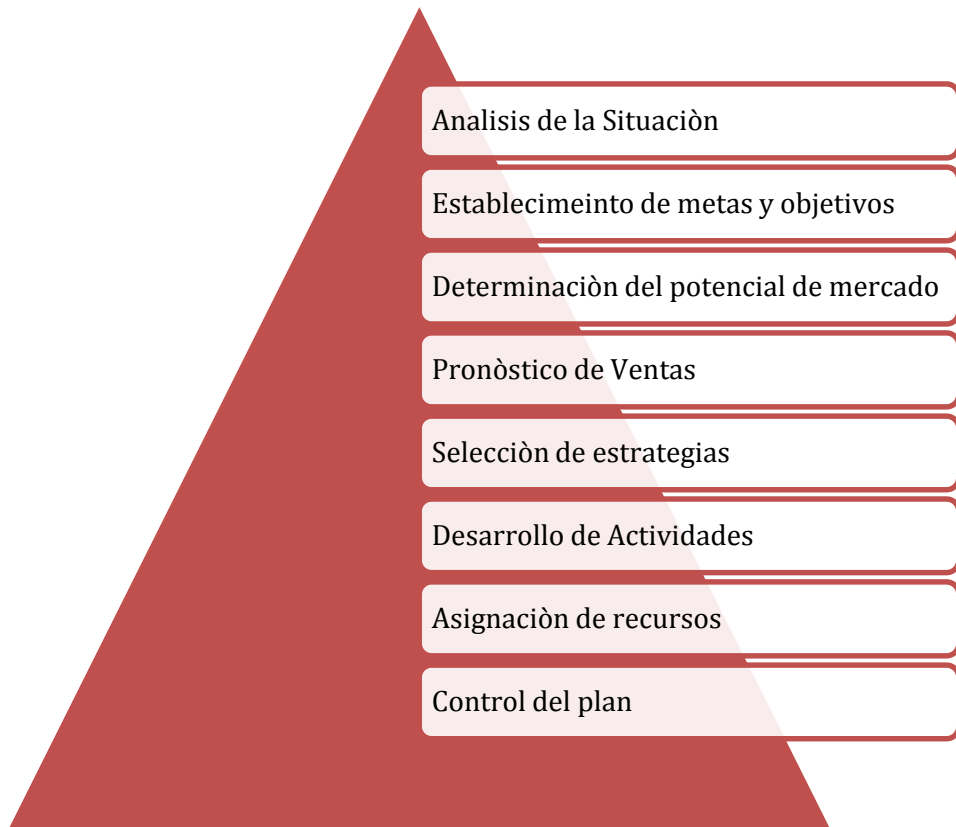 Analisis de la Situaciòn
Establecimeinto de metas y objetivos
Determinaciòn del potencial de mercado
Pronòstico de Ventas
Selecciòn de estrategias
Desarrollo de Actividades
Asignaciòn de recursos
Control del plan